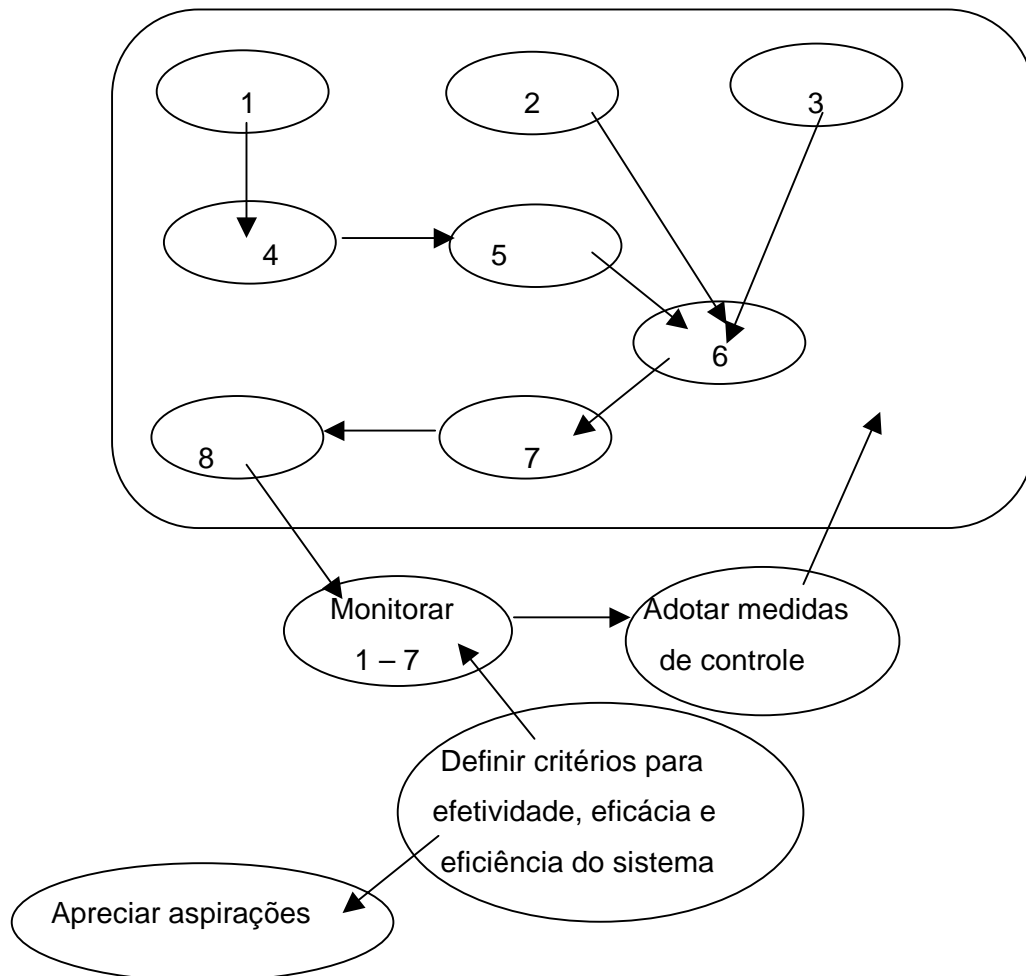 1
2
3
4
5
6
7
8
Monitorar
1 – 7
Adotar medidas
de controle
Definir critérios para
efetividade, eficácia e
eficiência do sistema
Apreciar aspirações